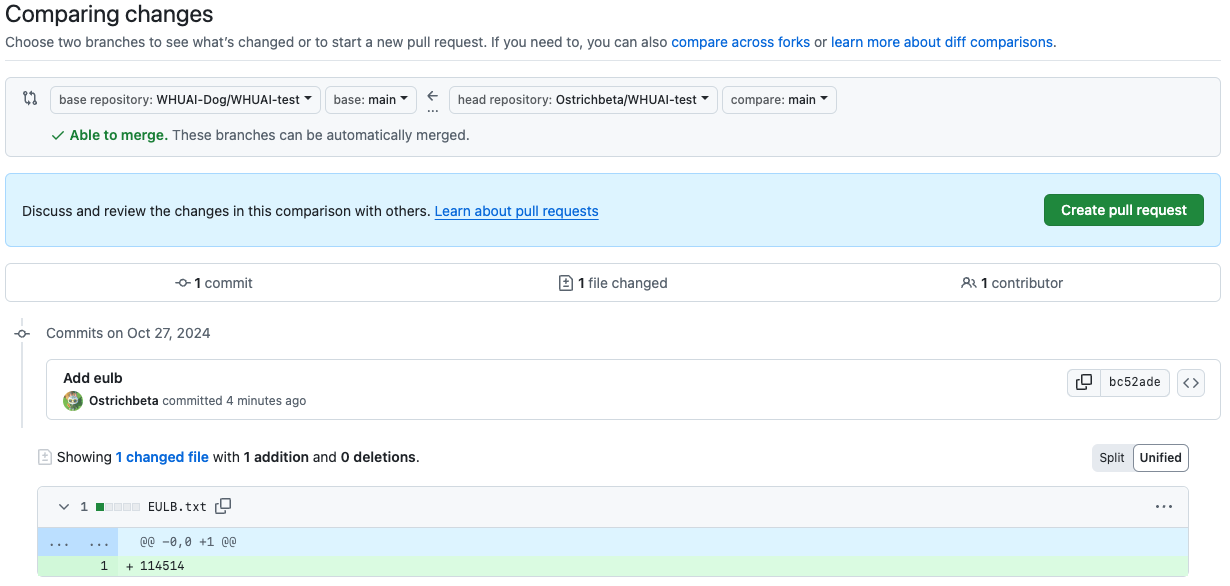 Comparing changes
Choose two branches to see what's changed or to start a new pull request. If you need to, you can also compare across forks or learn more about diff comparisons.
base repository: WHUAI-Dog/WHUAI-test base: main ... head repository: Ostrichbeta/WHUAI-test compare: main
Able to merge. These branches can be automatically merged.
Discuss and review the changes in this comparison with others. Learn about pull requests Create pull request
1 commit 1 file changed 1 contributor
Commits on Oct 27, 2024
Add eulb
Ostrichbeta committed 4 minutes ago
bc52ade
Showing 1 changed file with 1 addition and 0 deletions. Split Unified
1 EULB.txt
... ... @@ -0,0 +1 @@
1 + 114514